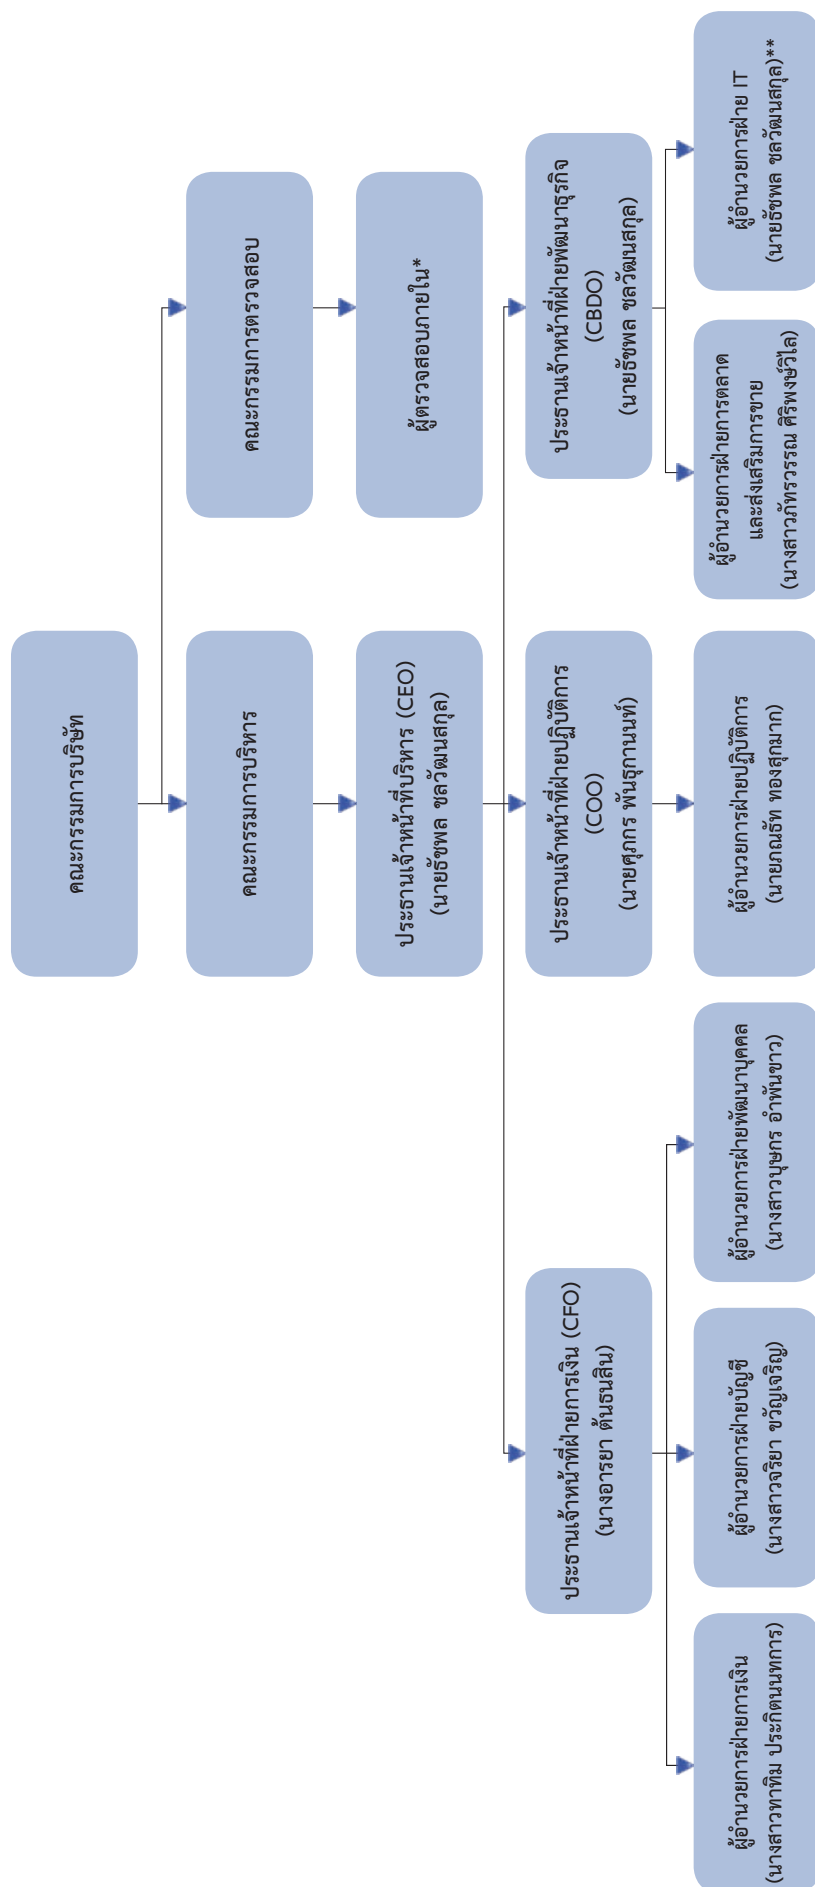 คณะกรรมการบริษัท
คณะกรรมการบริหาร
คณะกรรมการตรวจสอบ
ประธานเจ้าหน้าที่บริหาร (CEO)
(นายธัชพล ชลวัฒนสกุล)
ผู้ตรวจสอบภายใน*
ประธานเจ้าหน้าที่ฝ่ายการเงิน (CFO)
(นางอารยา ต้นธนสิน)
ประธานเจ้าหน้าที่ฝ่ายปฏิบัติการ
(COO)
(นายศุภกร พันธุกานนท์)
ประธานเจ้าหน้าที่ฝ่ายพัฒนาธุรกิจ
(CBDO)
(นายธัชพล ชลวัฒนสกุล)
ผู้อำนวยการฝ่ายการเงิน
(นางสาวทาทิม ประกิตนนทการ)
ผู้อำนวยการฝ่ายบัญชี
(นางสาวจริยา ขวัญเจริญ)
ผู้อำนวยการฝ่ายพัฒนาบุคคล
(นางสาวบุษกร อำพันขาว)
ผู้อำนวยการฝ่ายปฏิบัติการ
(นายภณธัท ทองสุกมาก)
ผู้อำนวยการฝ่ายการตลาด
และส่งเสริมการขาย
(นางสาวภัทรวรรณ ศิริพงษ์วิไล)
ผู้อำนวยการฝ่าย IT
(นายธัชพล ชลวัฒนสกุล)**